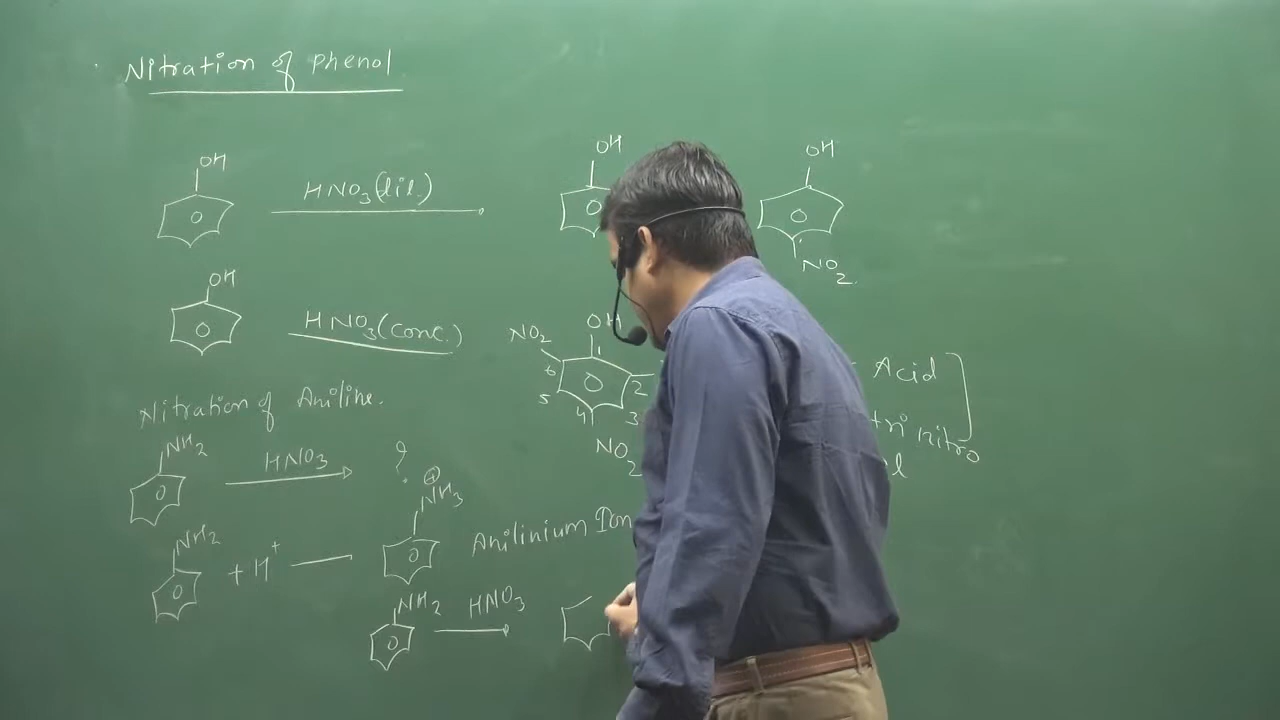 Nitration of phenol
OH
HNO3(dil.)
OH
OH
NO2.
OH
HNO3(conc.)
OH
NO2
1
2
3
4
5
6
NO2
Acid
tri nitro
Nitration of Aniline.
NH2
HNO3
?
NH2
+ H+
⊕
NH3
Anilinium Ion
NH2
HNO3